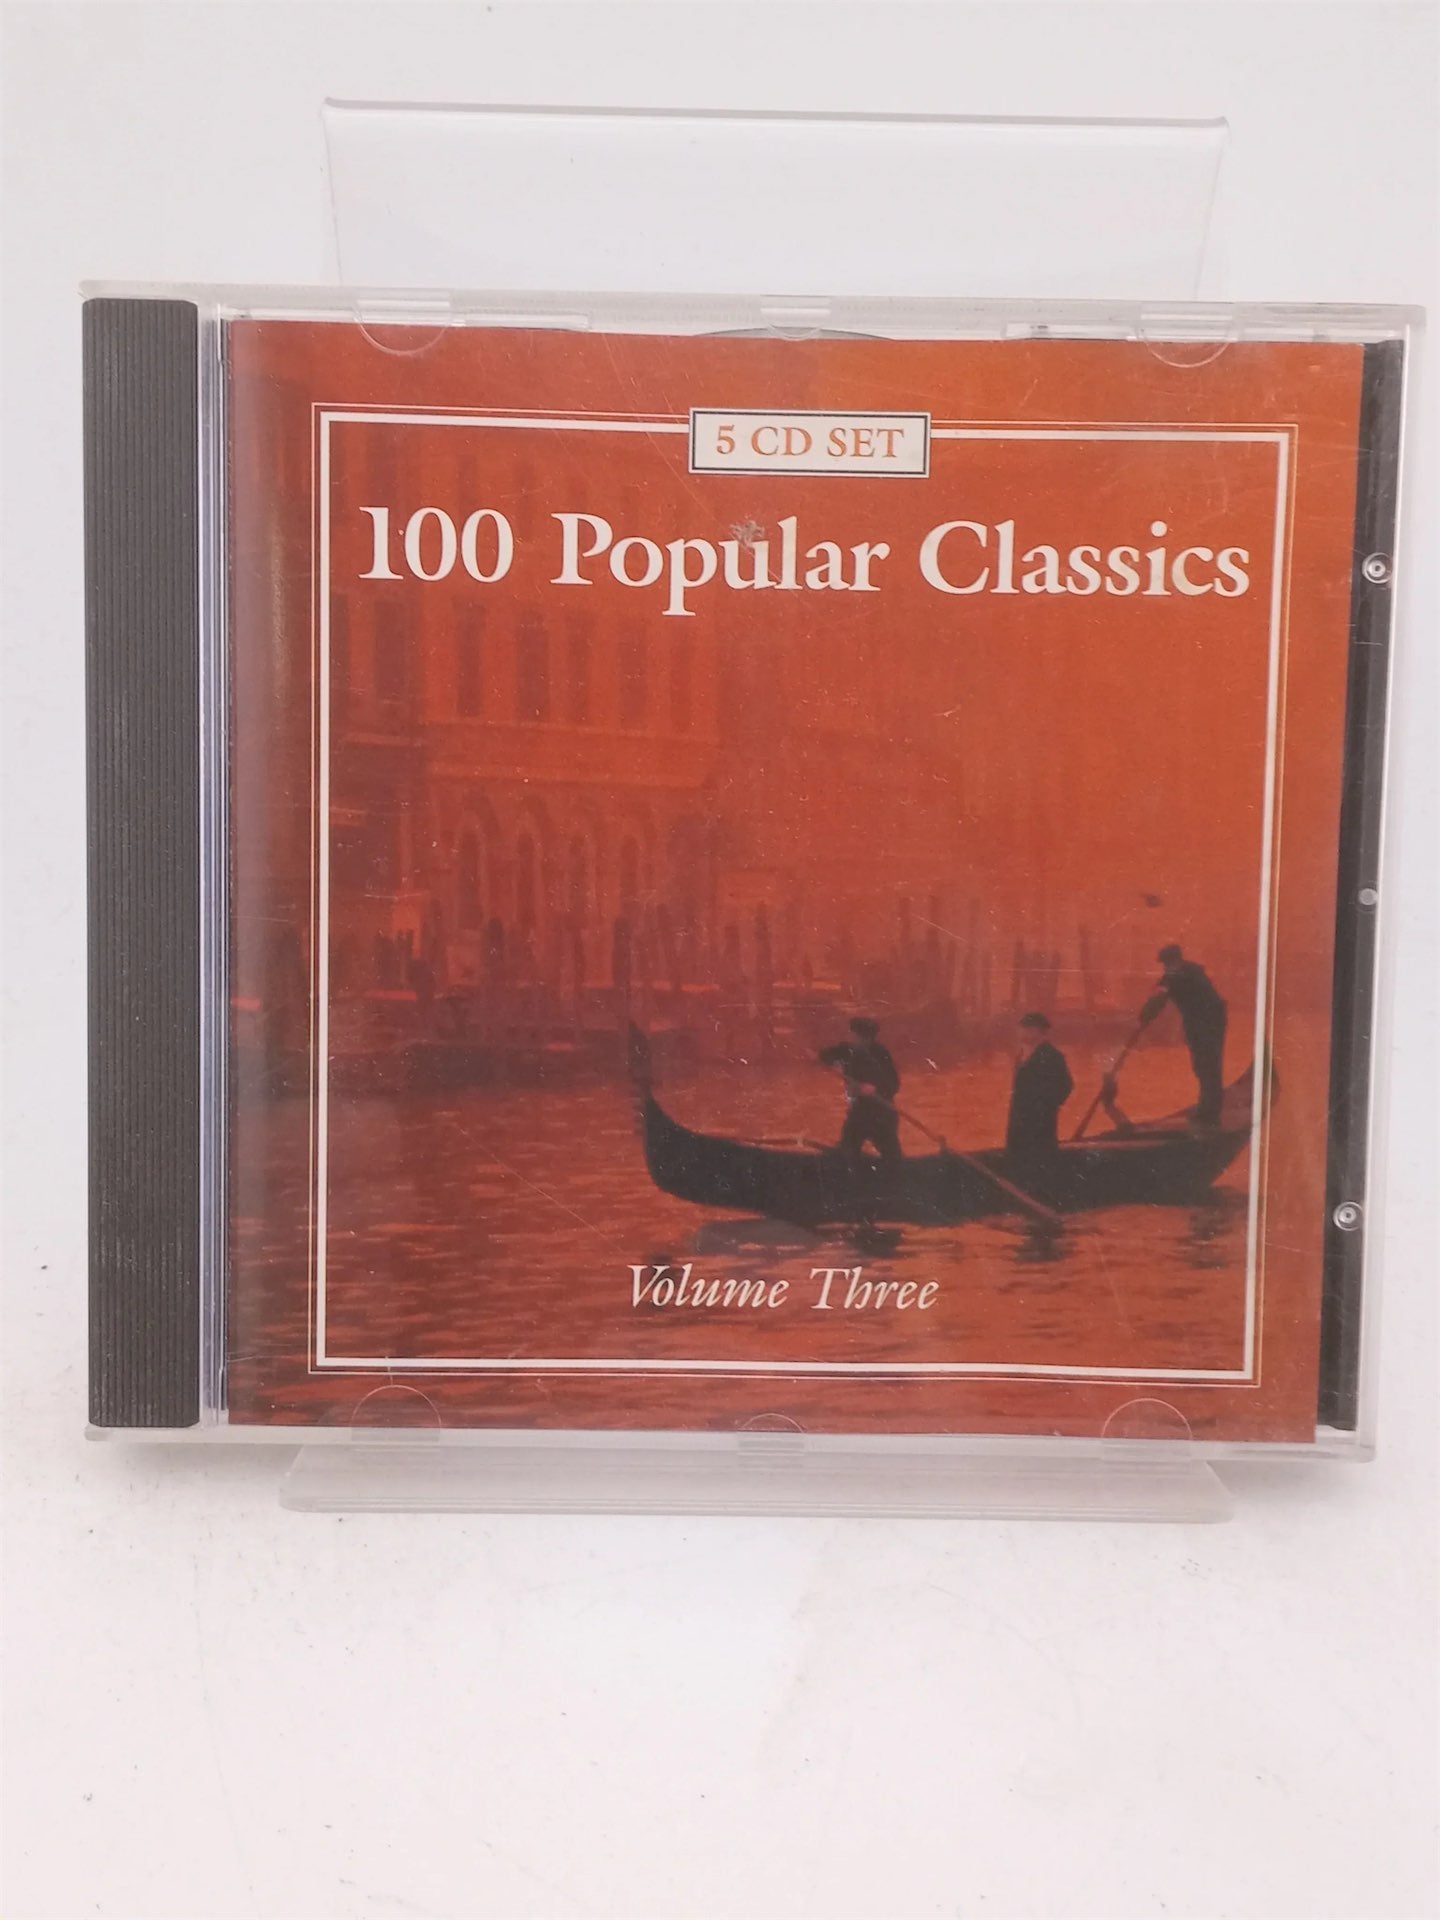 5 CD SET
100 Popular Classics
Volume Three